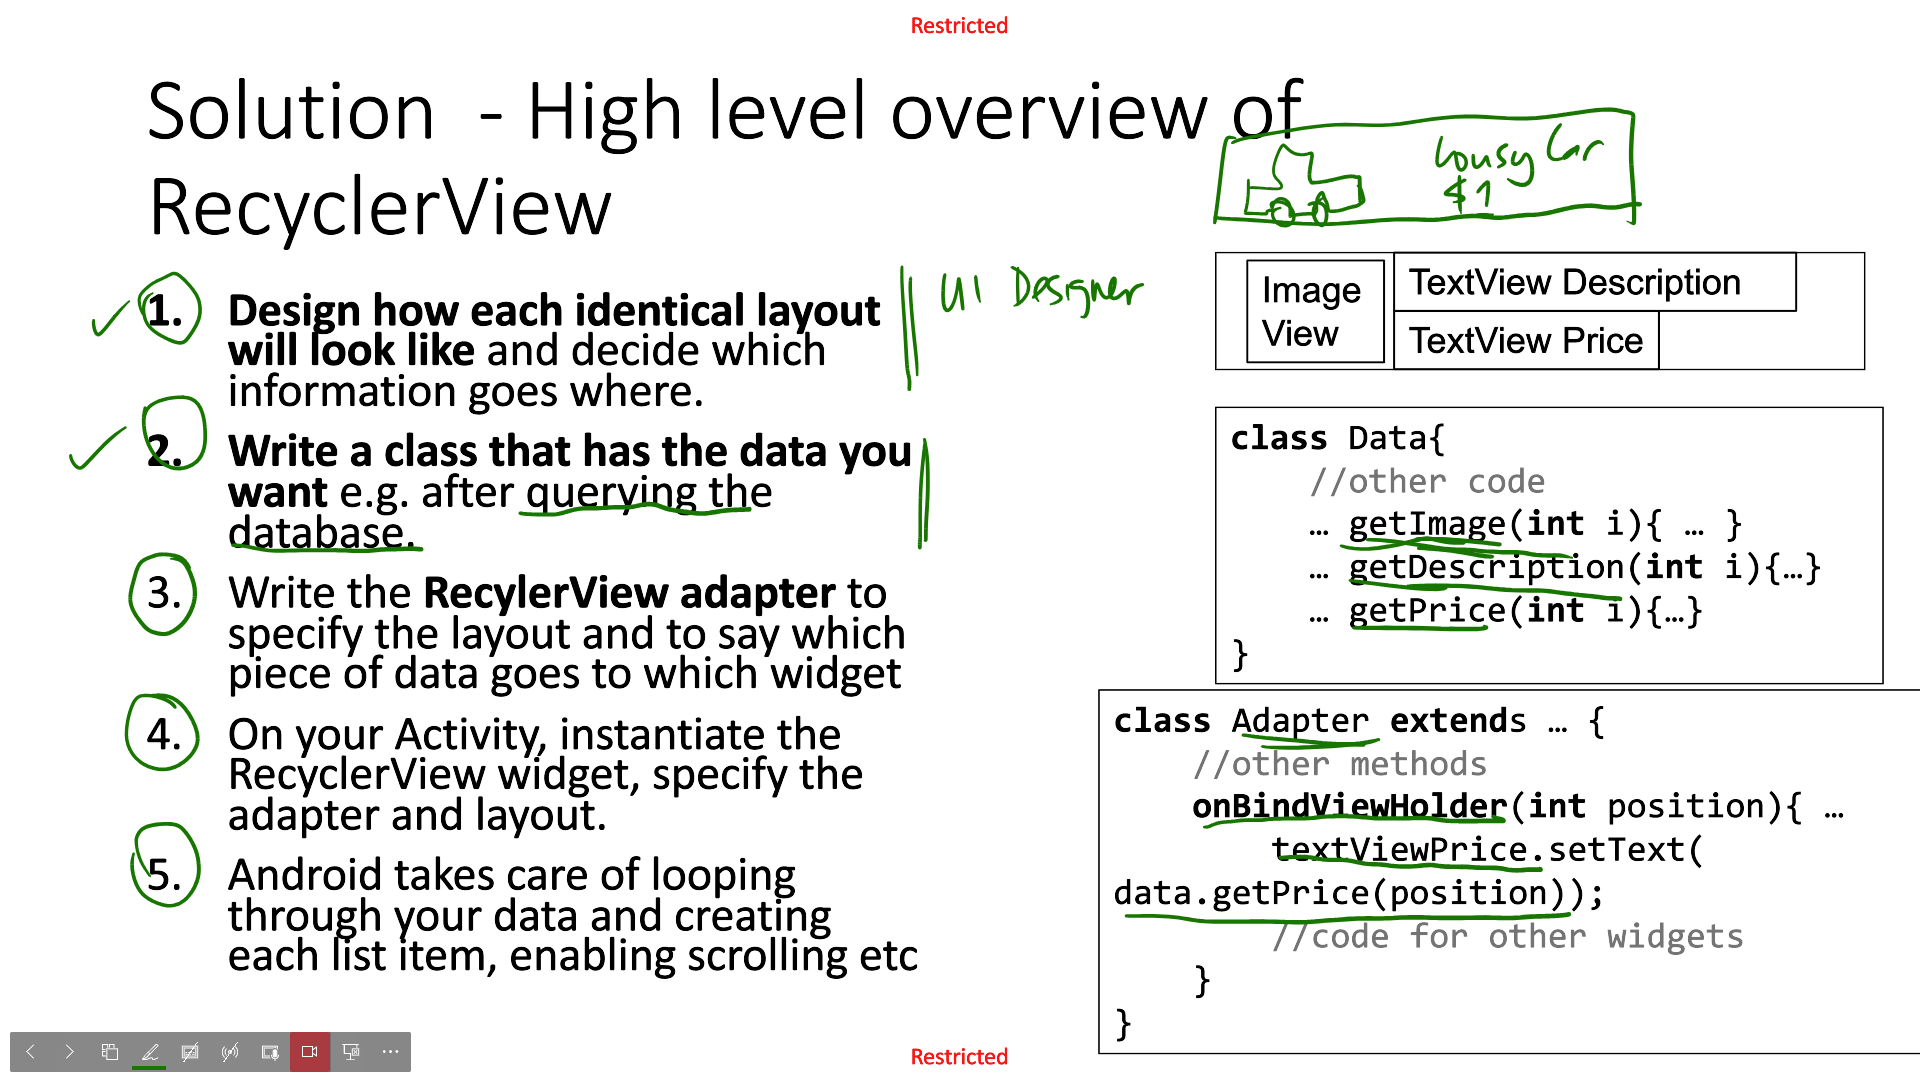 Restricted
Solution  - High level overview of
RecyclerView
Lousy Car
$1
1. Design how each identical layout
will look like and decide which
information goes where.
UI Designer
2. Write a class that has the data you
want e.g. after querying the
database.
3. Write the RecylerView adapter to
specify the layout and to say which
piece of data goes to which widget
4. On your Activity, instantiate the
RecyclerView widget, specify the
adapter and layout.
5. Android takes care of looping
through your data and creating
each list item, enabling scrolling etc
Image
View
TextView Description
TextView Price
class Data{
//other code
… getImage(int i){ … }
… getDescription(int i){…}
… getPrice(int i){…}
}
class Adapter extends … {
//other methods
onBindViewHolder(int position){ …
textViewPrice.setText(
data.getPrice(position));
//code for other widgets
}
}
Restricted